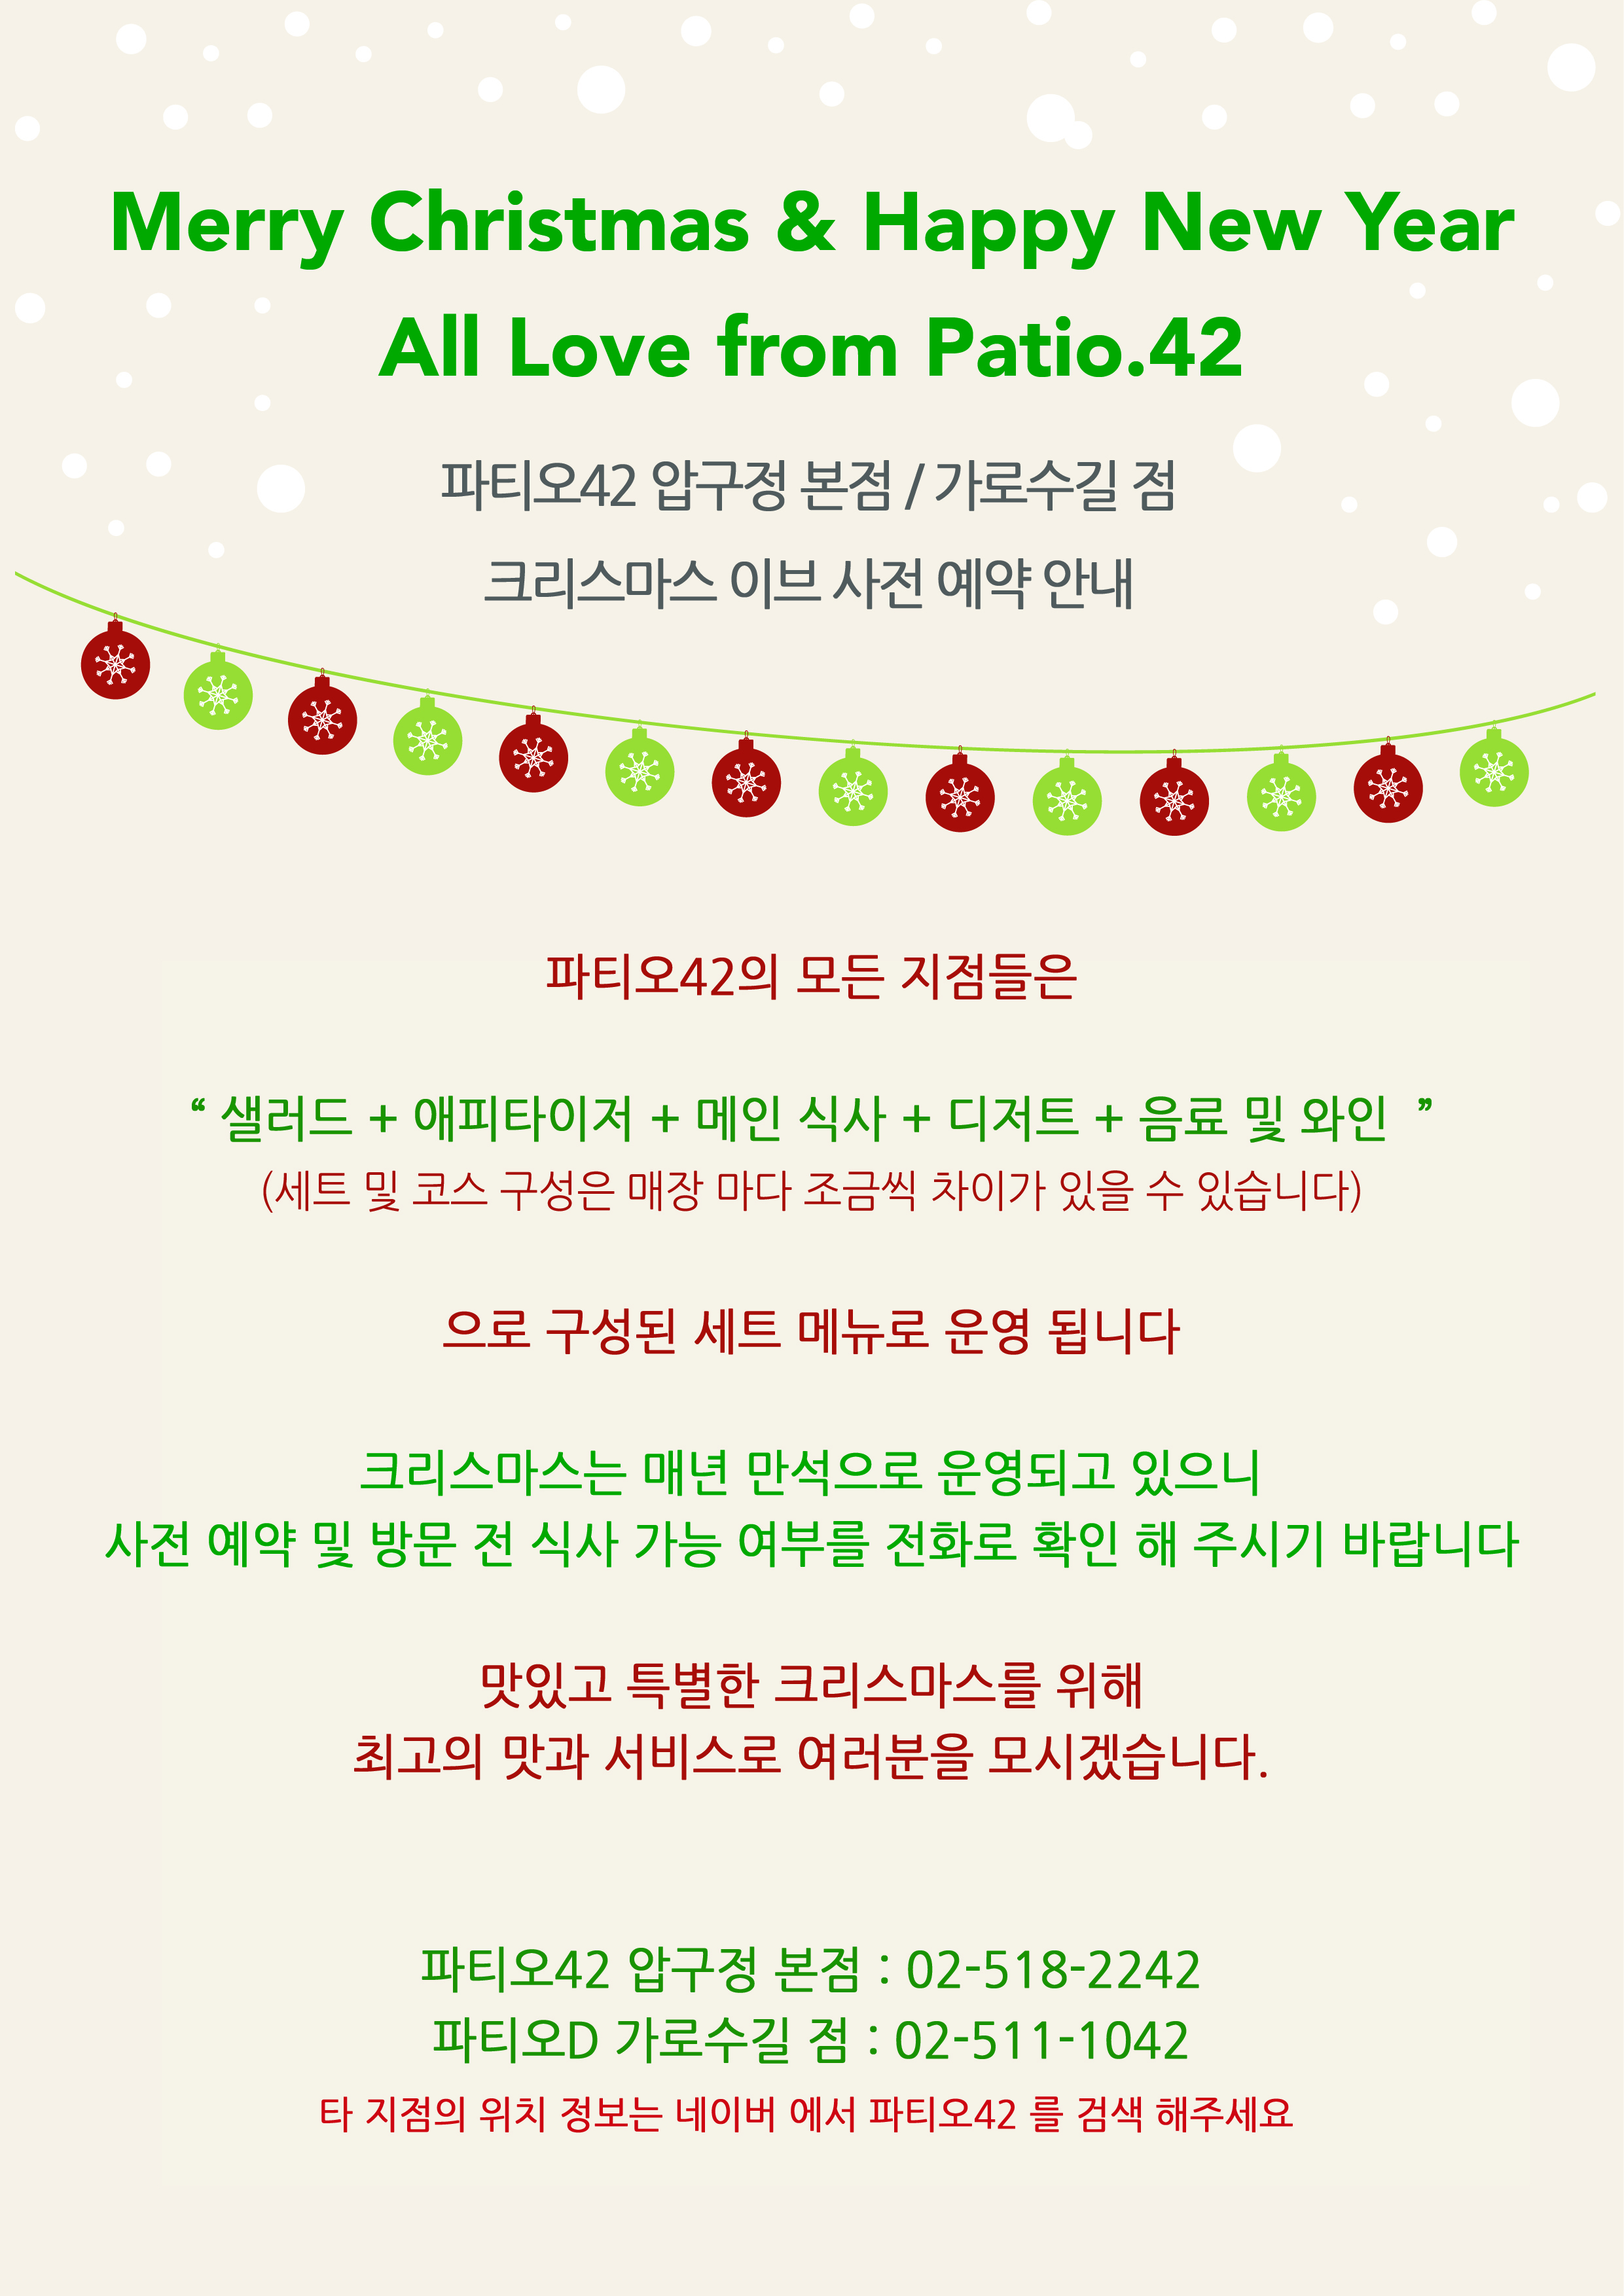 Merry Christmas & Happy New Year
All Love from Patio.42
파티오42 압구정 본점 / 가로수길 점
크리스마스 이브 사전 예약 안내
파티오42의 모든 지점들은
“ 샐러드 + 애피타이저 + 메인 식사 + 디저트 + 음료 및 와인 ”
(세트 및 코스 구성은 매장 마다 조금씩 차이가 있을 수 있습니다)
으로 구성된 세트 메뉴로 운영 됩니다
크리스마스는 매년 만석으로 운영되고 있으니
사전 예약 및 방문 전 식사 가능 여부를 전화로 확인 해 주시기 바랍니다
맛있고 특별한 크리스마스를 위해
최고의 맛과 서비스로 여러분을 모시겠습니다.
파티오42 압구정 본점 : 02-518-2242
파티오D 가로수길 점 : 02-511-1042
타 지점의 위치 정보는 네이버 에서 파티오42 를 검색 해주세요